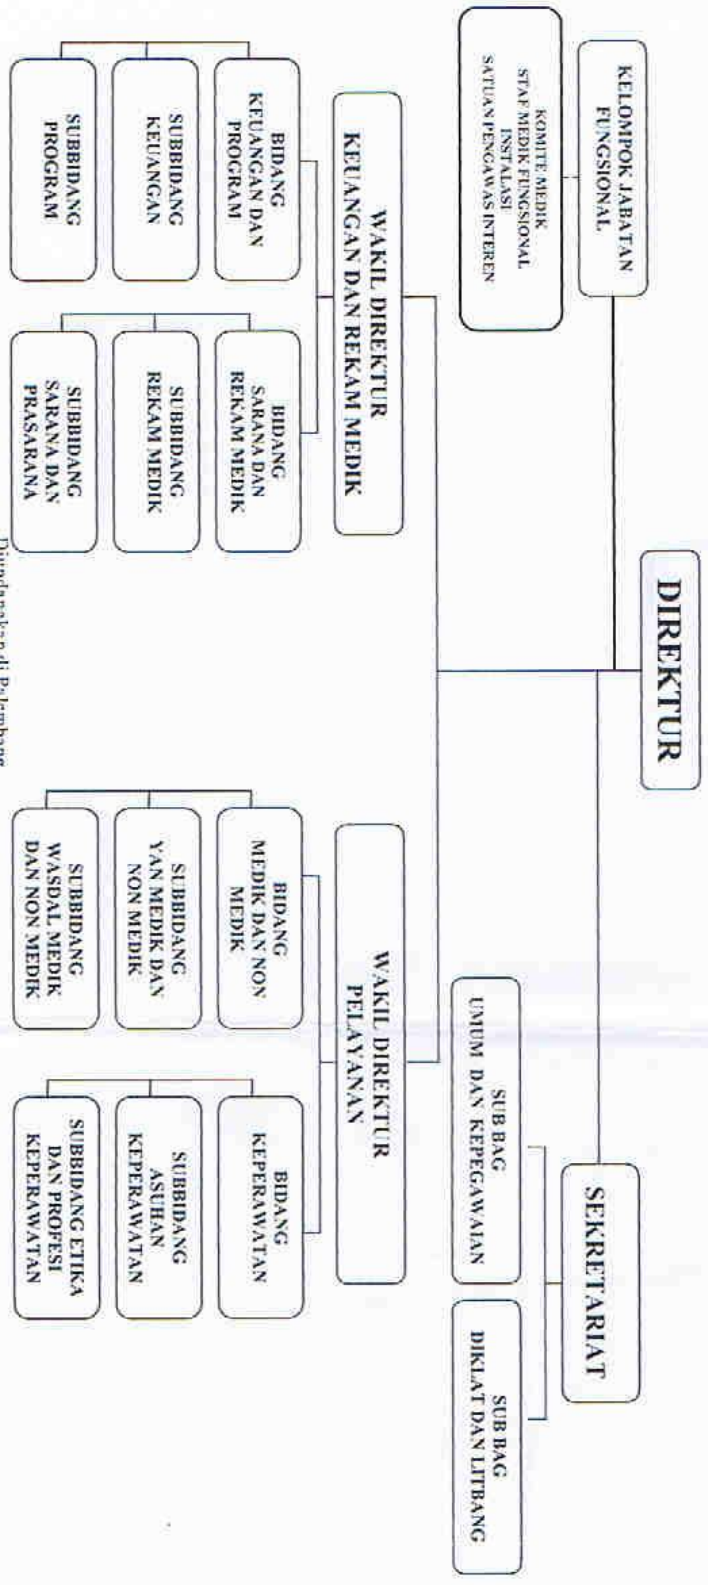 DIREKTUR
KELOMPOK JABATAN
FUNGSIONAL
KOMITE MEDIK
STAF MEDIK FUNGSIONAL
INSTALASI
SATUAN PENGAWAS INTEREN
SEKRETARIAT
SUB BAG
UMUM DAN KEPEGAWAIAN
SUB BAG
DIKLAT DAN LITBANG
WAKIL DIREKTUR
KEUANGAN DAN REKAM MEDIK
WAKIL DIREKTUR
PELAYANAN
BIDANG
KEUANGAN DAN
PROGRAM
SUBBIDANG
KEUANGAN
SUBBIDANG
PROGRAM
BIDANG
SARANA DAN
REKAM MEDIK
SUBBIDANG
REKAM MEDIK
SUBBIDANG
SARANA DAN
PRASARANA
BIDANG
MEDIK DAN NON
MEDIK
SUBBIDANG
YAN MEDIK DAN
NON MEDIK
SUBBIDANG
WASDAL MEDIK
DAN NON MEDIK
BIDANG
KEPERAWATAN
SUBBIDANG
ASUHAN
KEPERAWATAN
SUBBIDANG ETIKA
DAN PROFESI
KEPERAWATAN
Diundangkan di Palembang